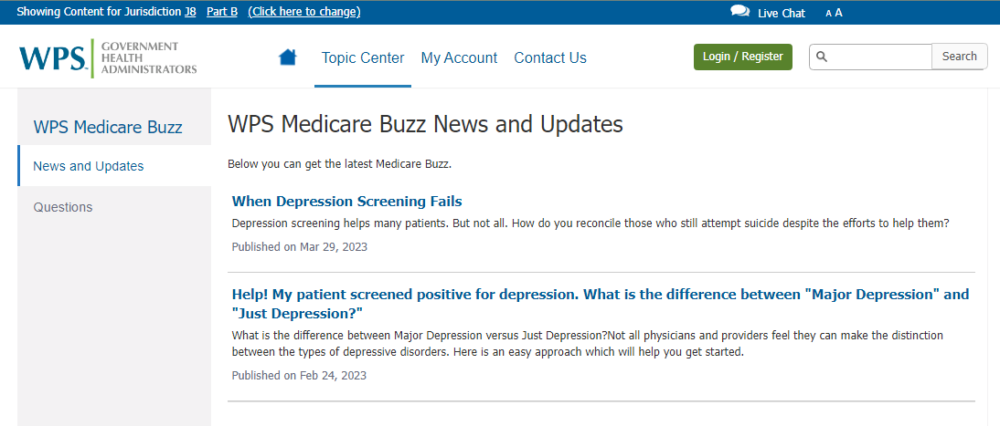 Showing Content for Jurisdiction J8 Part B (Click here to change)
Live Chat A A
WPS GOVERNMENT
HEALTH
ADMINISTRATORS
Topic Center My Account Contact Us
Login / Register
Search
WPS Medicare Buzz
News and Updates
Questions
WPS Medicare Buzz News and Updates
Below you can get the latest Medicare Buzz.
When Depression Screening Fails
Depression screening helps many patients. But not all. How do you reconcile those who still attempt suicide despite the efforts to help them?
Published on Mar 29, 2023
Help! My patient screened positive for depression. What is the difference between "Major Depression" and
"Just Depression?"
What is the difference between Major Depression versus Just Depression?Not all physicians and providers feel they can make the distinction
between the types of depressive disorders. Here is an easy approach which will help you get started.
Published on Feb 24, 2023